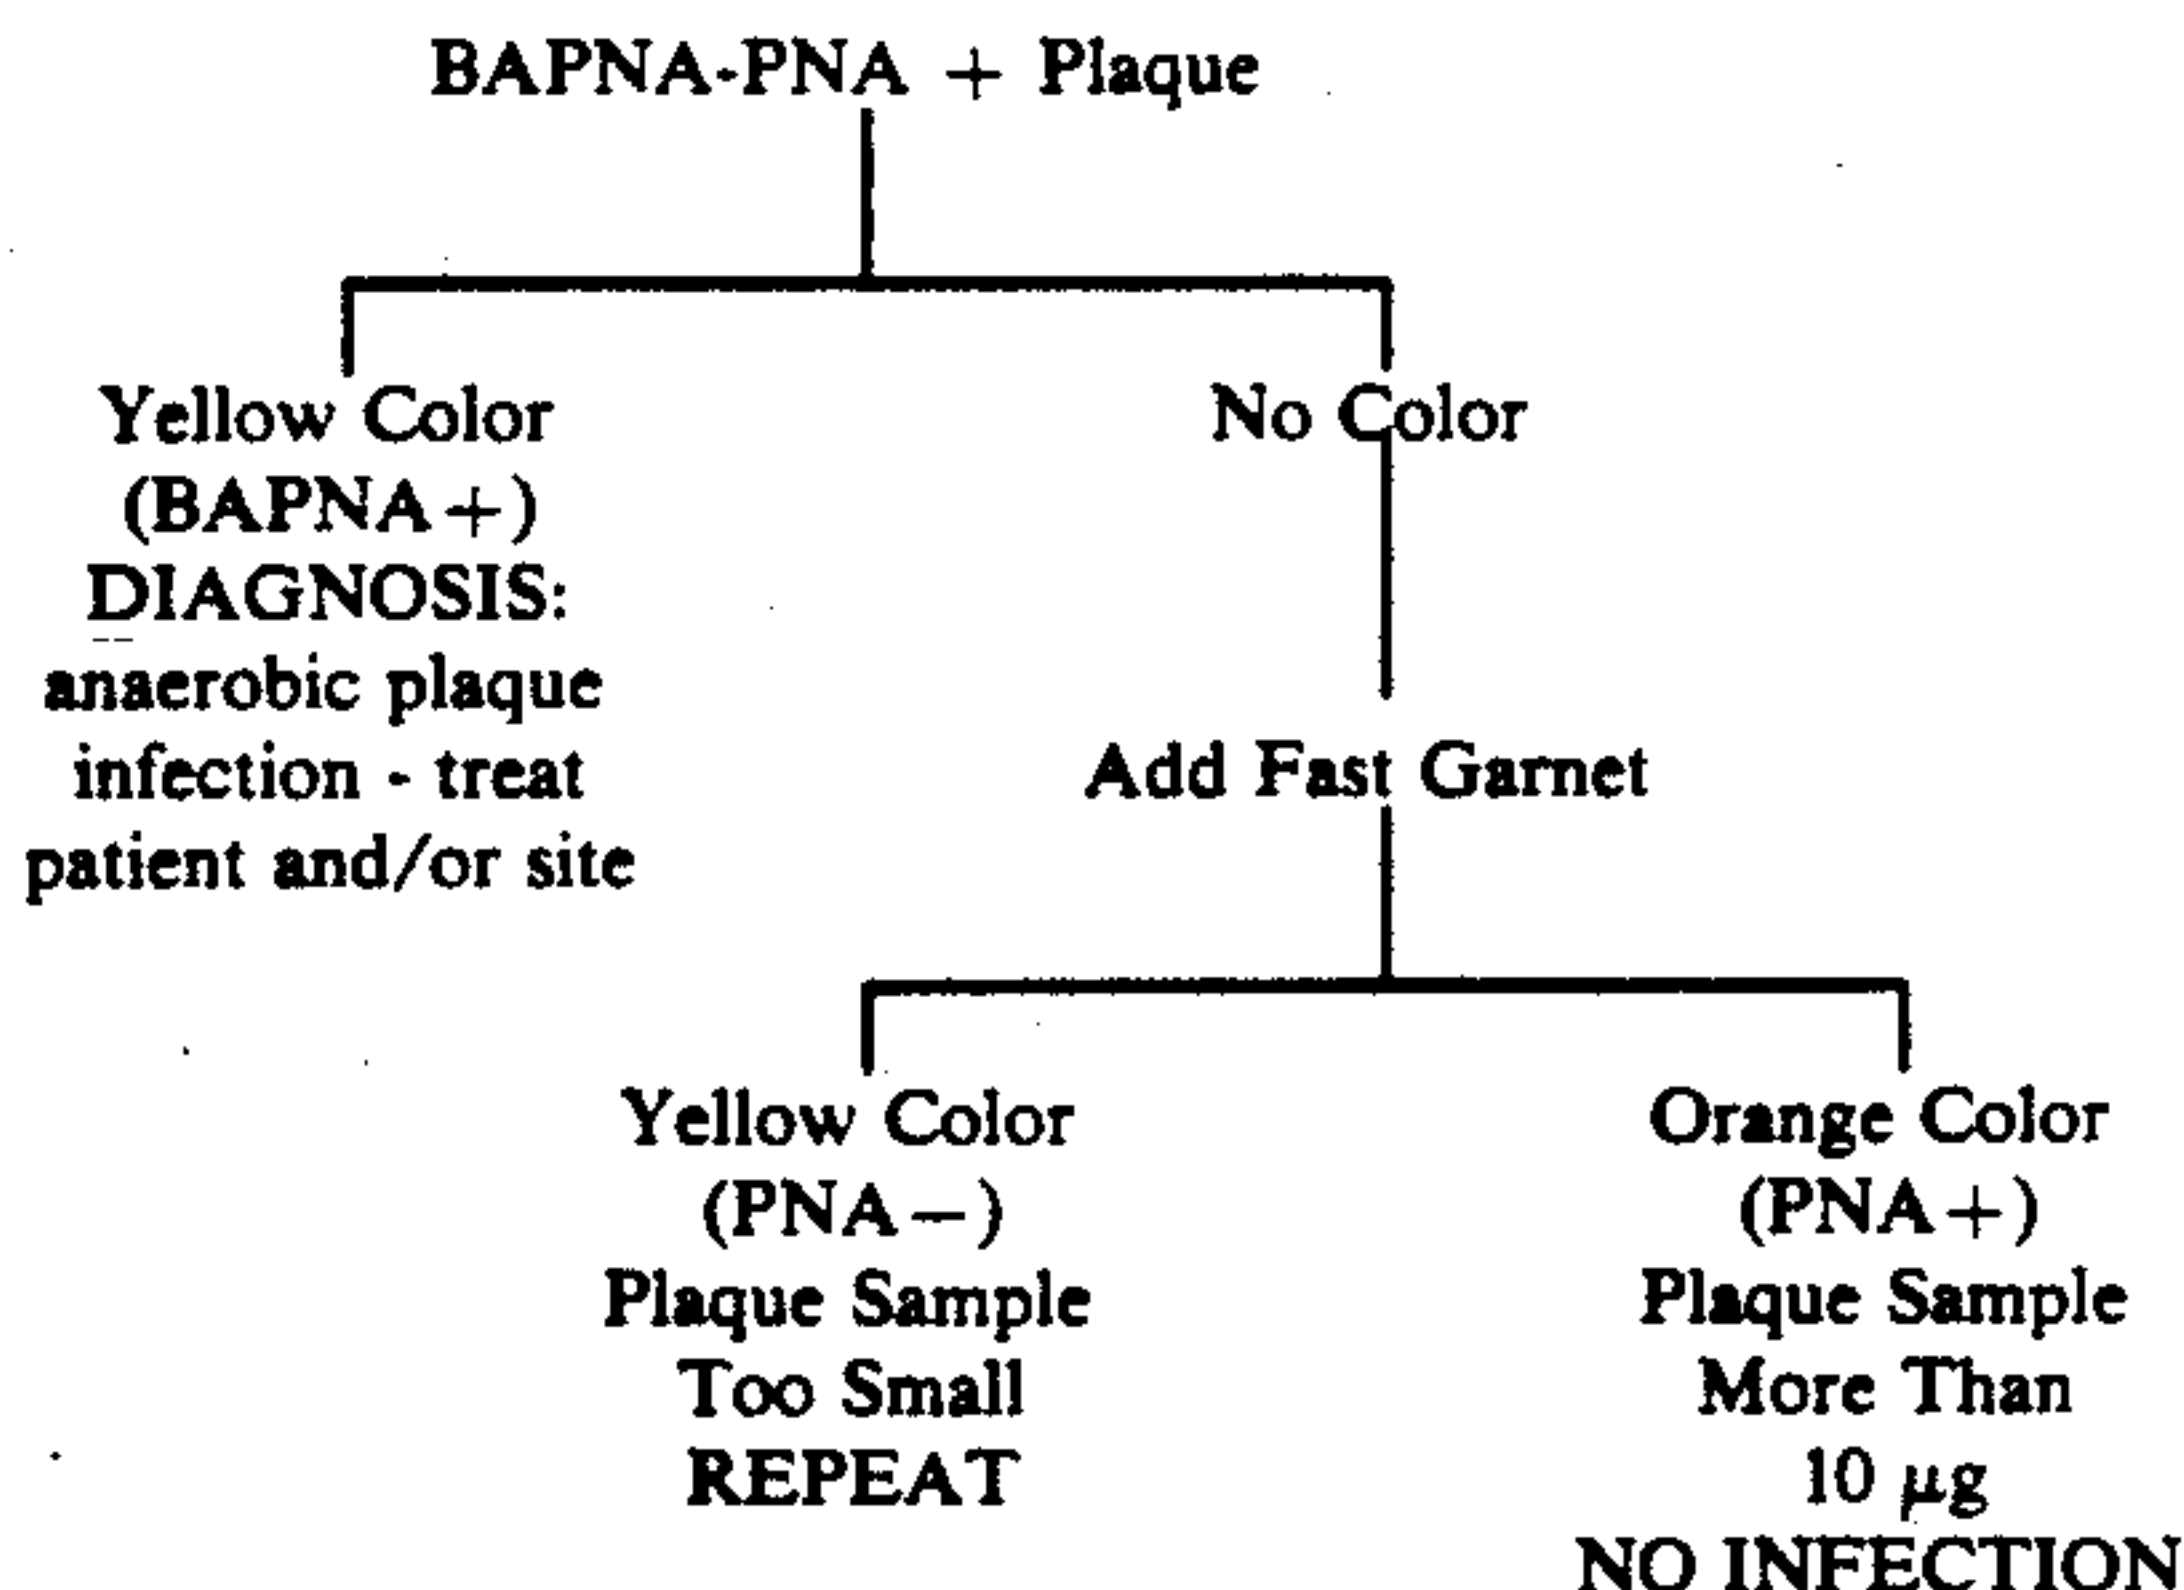 BAPNA-PNA + Plaque
Yellow Color
(BAPNA+)
DIAGNOSIS:
anaerobic plaque
infection - treat
patient and/or site
No Color
Add Fast Garnet
Yellow Color
(PNA−)
Plaque Sample
Too Small
REPEAT
Orange Color
(PNA+)
Plaque Sample
More Than
10 μg
NO INFECTION